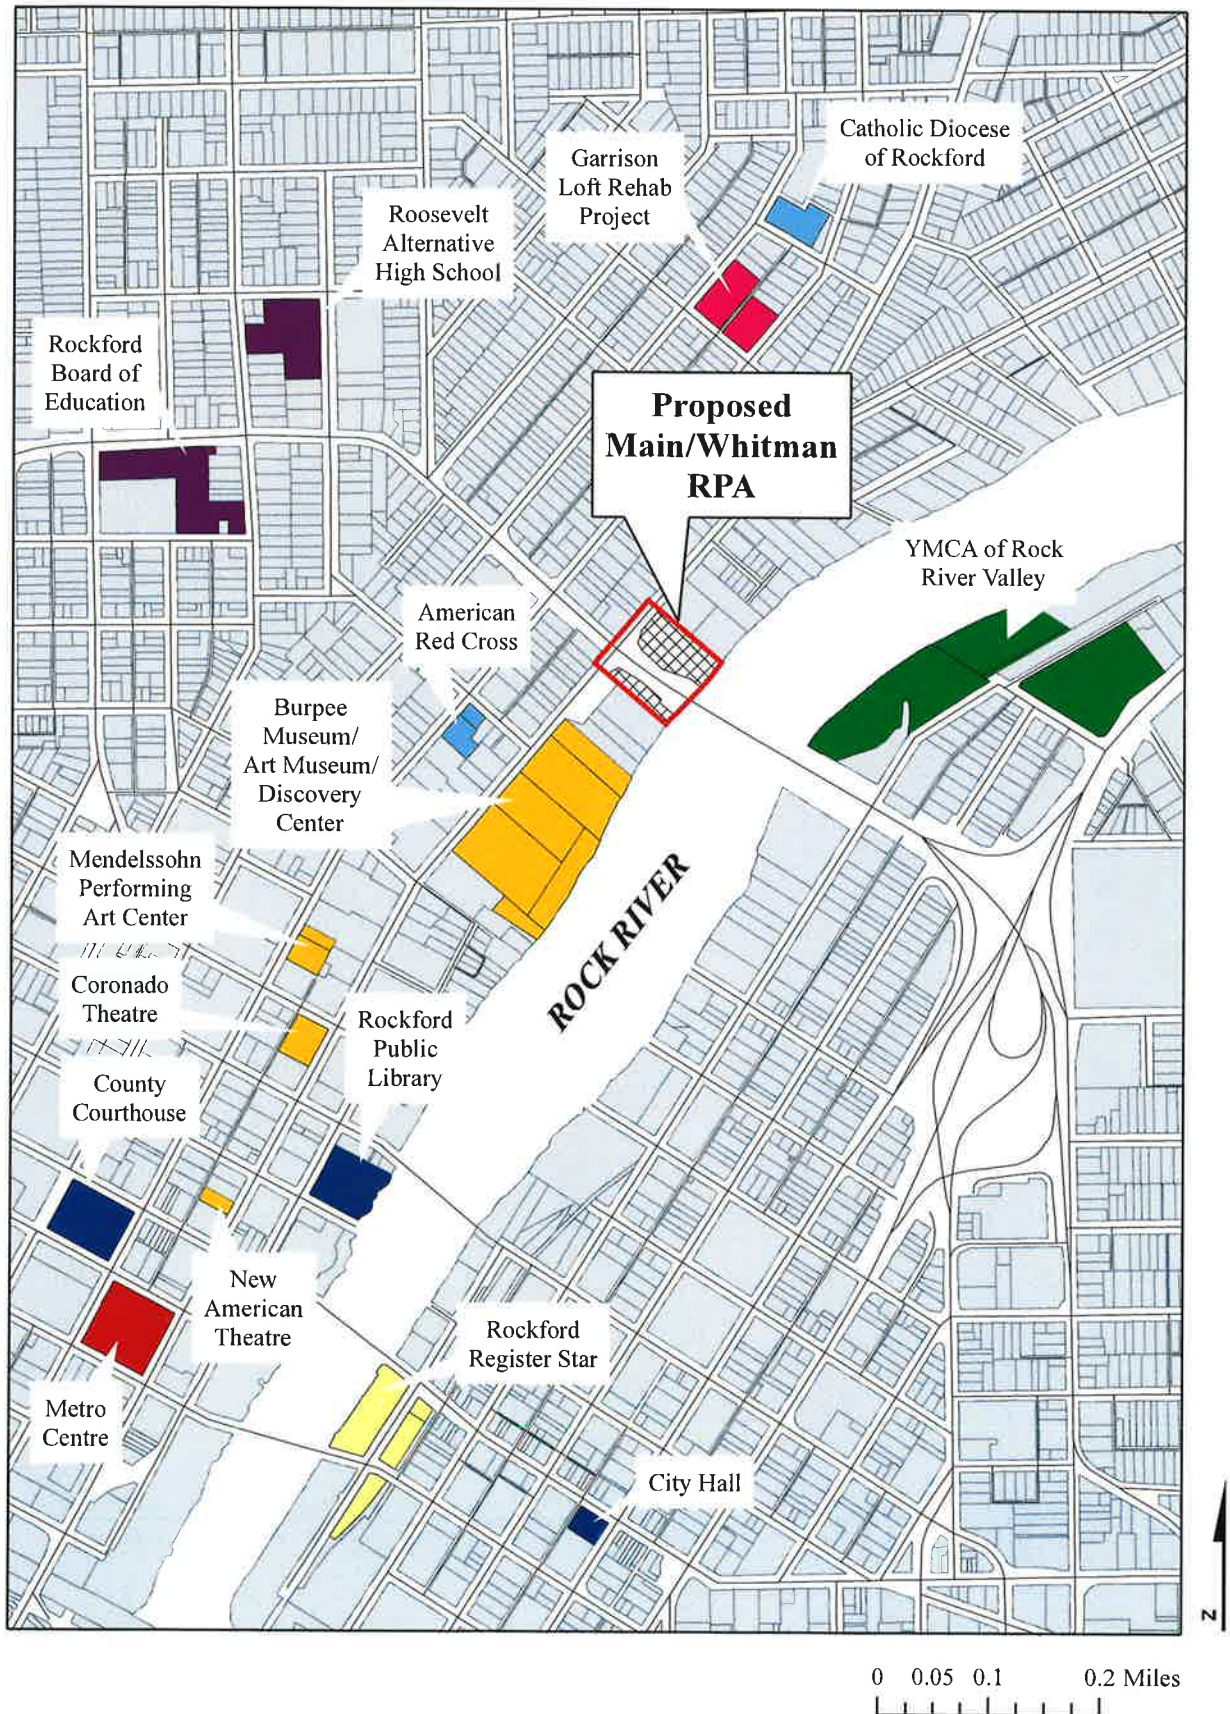 Catholic Diocese
of Rockford
Garrison
Loft Rehab
Project
Roosevelt
Alternative
High School
Rockford
Board of
Education
Proposed
Main/Whitman
RPA
YMCA of Rock
River Valley
American
Red Cross
Burpee
Museum/
Art Museum/
Discovery
Center
Mendelssohn
Performing
Art Center
ROCK RIVER
Coronado
Theatre
Rockford
Public
Library
County
Courthouse
New
American
Theatre
Rockford
Register Star
Metro
Centre
City Hall
N
0 0.05 0.1 0.2 Miles